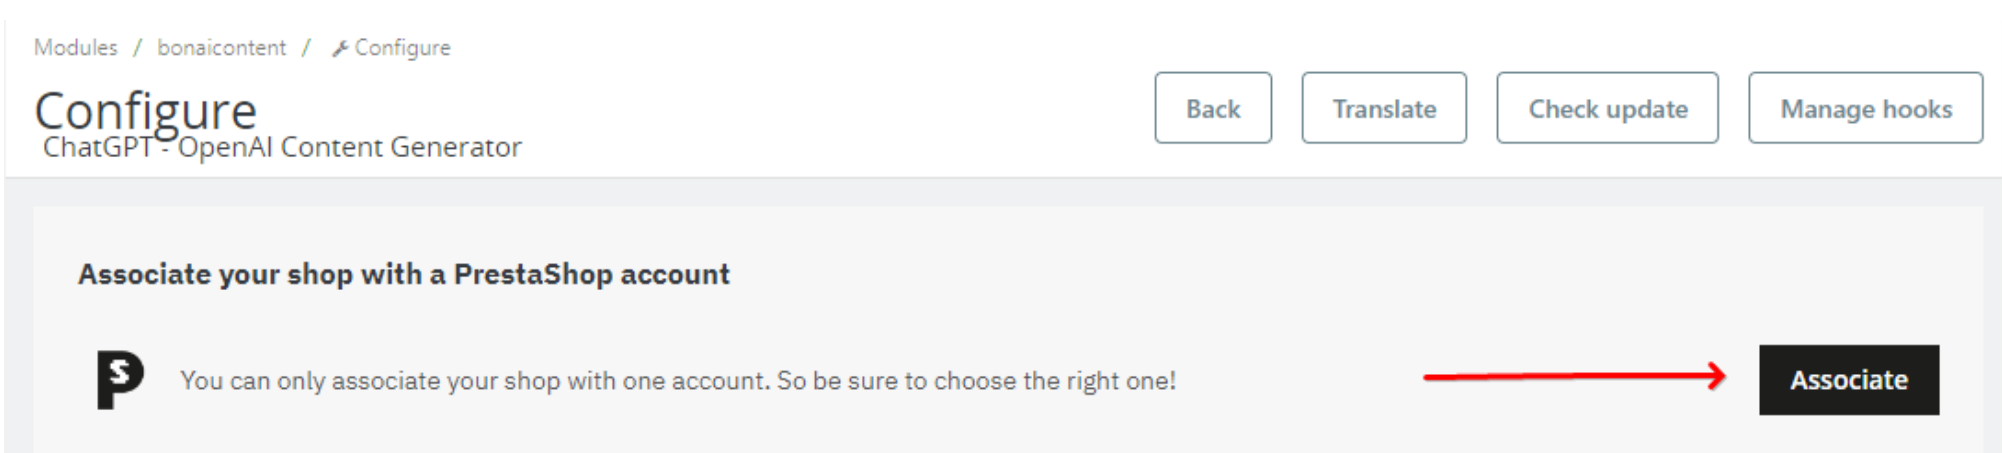 Modules / bonaicontent / Configure
Configure
ChatGPT - OpenAI Content Generator
Back Translate Check update Manage hooks
Associate your shop with a PrestaShop account
You can only associate your shop with one account. So be sure to choose the right one!
Associate